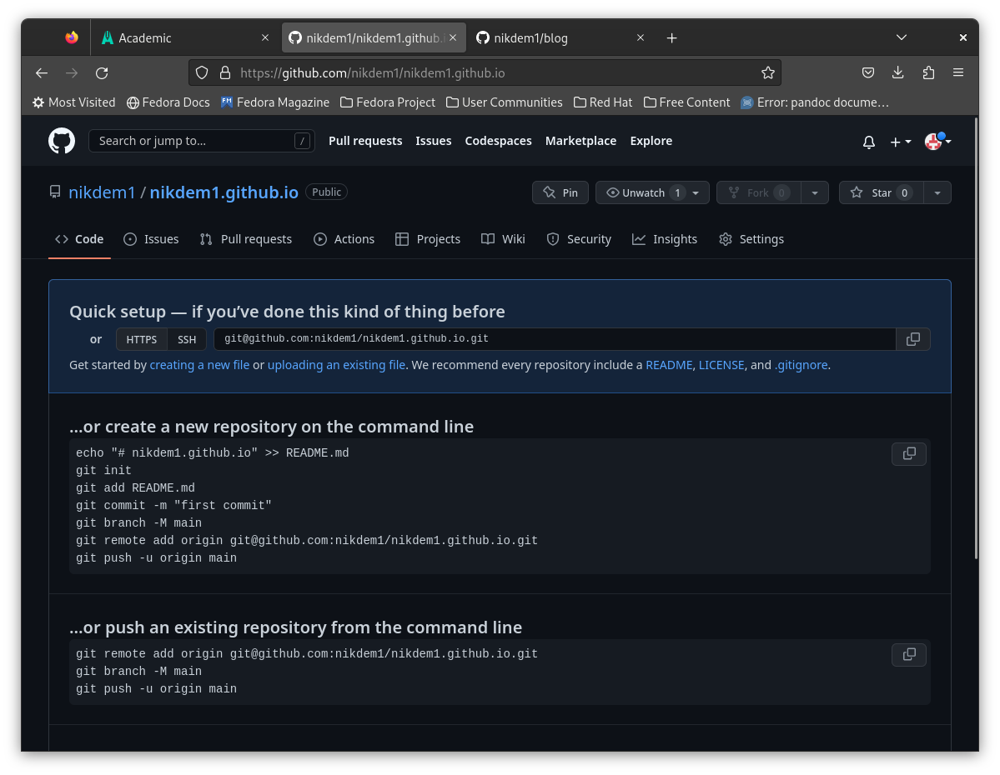 Academic
nikdem1/nikdem1.github.
nikdem1/blog
https://github.com/nikdem1/nikdem1.github.io
Most Visited
Fedora Docs
FM Fedora Magazine
Fedora Project
User Communities
Red Hat
Free Content
Error: pandoc docume…
Search or jump to… /
Pull requests
Issues
Codespaces
Marketplace
Explore
nikdem1 / nikdem1.github.io Public
Pin
Unwatch 1
Fork 0
Star 0
Code
Issues
Pull requests
Actions
Projects
Wiki
Security
Insights
Settings
Quick setup — if you’ve done this kind of thing before
or HTTPS SSH git@github.com:nikdem1/nikdem1.github.io.git
Get started by creating a new file or uploading an existing file. We recommend every repository include a README, LICENSE, and .gitignore.
…or create a new repository on the command line
echo "# nikdem1.github.io" >> README.md
git init
git add README.md
git commit -m "first commit"
git branch -M main
git remote add origin git@github.com:nikdem1/nikdem1.github.io.git
git push -u origin main
…or push an existing repository from the command line
git remote add origin git@github.com:nikdem1/nikdem1.github.io.git
git branch -M main
git push -u origin main